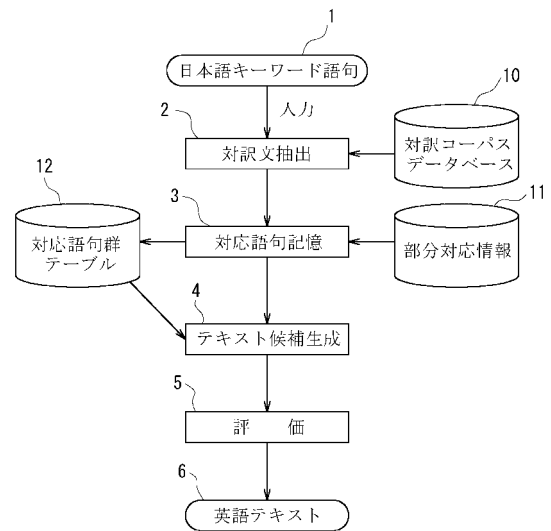 1
日本語キーワード語句
入力
10
2
対訳文抽出
対訳コーパス
データベース
12
3
11
対応語句群
テーブル
対応語句記憶
部分対応情報
4
テキスト候補生成
5
評　価
6
英語テキスト